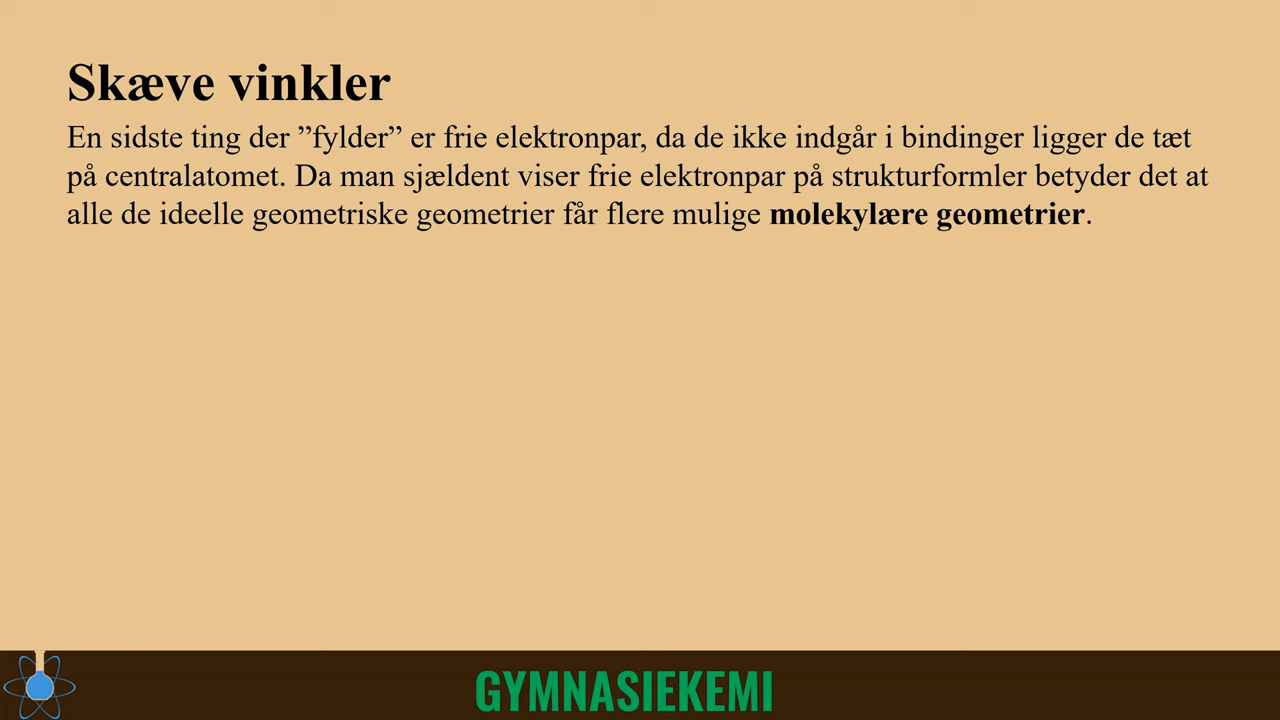 Skæve vinkler
En sidste ting der ”fylder” er frie elektronpar, da de ikke indgår i bindinger ligger de tæt
på centralatomet. Da man sjældent viser frie elektronpar på strukturformler betyder det at
alle de ideelle geometriske geometrier får flere mulige molekylære geometrier.
GYMNASIEKEMI